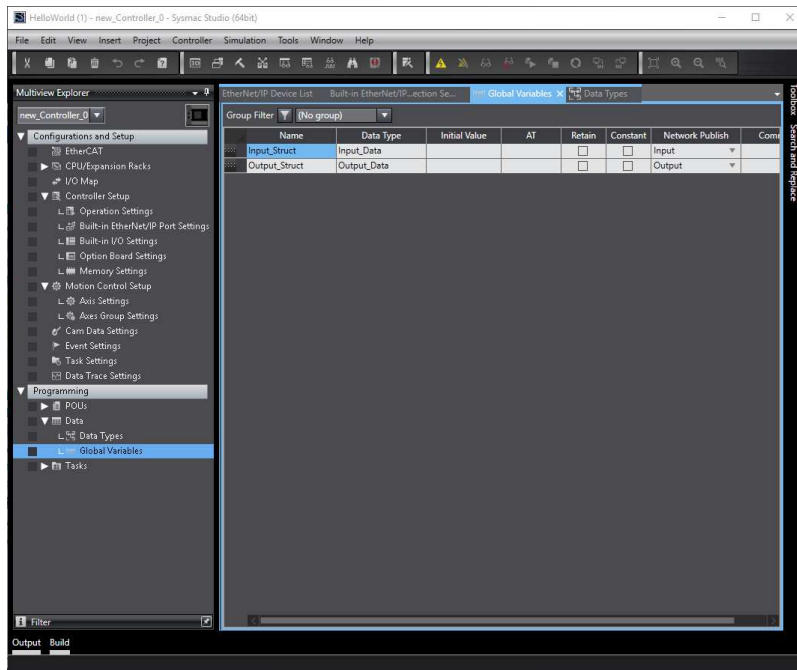 HelloWorld (1) - new_Controller_0 - Sysmac Studio (64bit)
File Edit View Insert Project Controller Simulation Tools Window Help
Multiview Explorer
new_Controller_0
Configurations and Setup
EtherCAT
CPU/Expansion Racks
I/O Map
Controller Setup
Operation Settings
Built-in EtherNet/IP Port Settings
Built-in I/O Settings
Option Board Settings
Memory Settings
Motion Control Setup
Axis Settings
Axes Group Settings
Cam Data Settings
Event Settings
Task Settings
Data Trace Settings
Programming
POUs
Data
Data Types
Global Variables
Tasks
Filter
EtherNet/IP Device List Built-in EtherNet/IP...ection Se... Global Variables Data Types
Group Filter (No group)
Name Data Type Initial Value AT Retain Constant Network Publish Com
Input_Struct Input_Data Input
Output_Struct Output_Data Output
Toolbox Search and Replace
Output Build